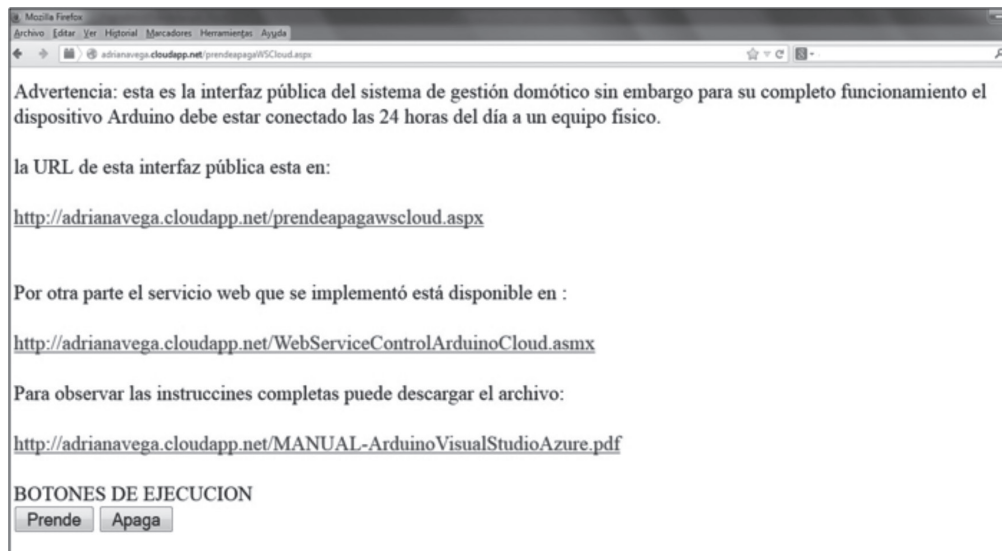 Mozilla Firefox
Archivo Editar Ver Historial Marcadores Herramientas Ayuda
adrianavega.cloudapp.net/prendeapagaWSCloud.aspx
Advertencia: esta es la interfaz pública del sistema de gestión domótico sin embargo para su completo funcionamiento el
dispositivo Arduino debe estar conectado las 24 horas del día a un equipo físico.
la URL de esta interfaz pública esta en:
http://adrianavega.cloudapp.net/prendeapagawscloud.aspx
Por otra parte el servicio web que se implementó está disponible en :
http://adrianavega.cloudapp.net/WebServiceControlArduinoCloud.asmx
Para observar las instruccines completas puede descargar el archivo:
http://adrianavega.cloudapp.net/MANUAL-ArduinoVisualStudioAzure.pdf
BOTONES DE EJECUCION
Prende Apaga